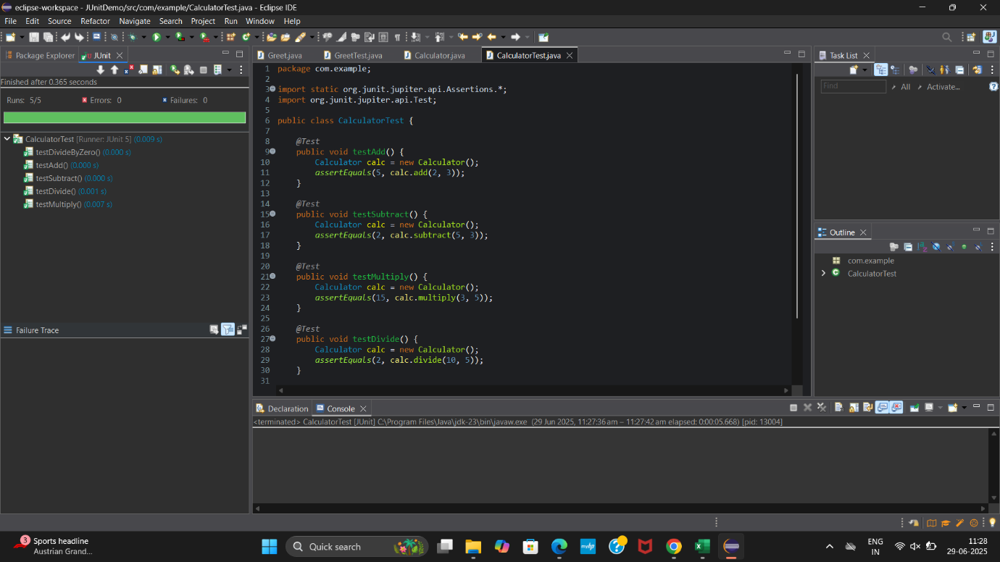 eclipse-workspace - JUnitDemo/src/com/example/CalculatorTest.java - Eclipse IDE
File Edit Source Refactor Navigate Search Project Run Window Help
Package Explorer JUnit
Finished after 0.365 seconds
Runs: 5/5 Errors: 0 Failures: 0
CalculatorTest [Runner: JUnit 5] (0.009 s)
testDivideByZero() (0.000 s)
testAdd() (0.000 s)
testSubtract() (0.000 s)
testDivide() (0.001 s)
testMultiply() (0.007 s)
Failure Trace
Greet.java GreetTest.java Calculator.java CalculatorTest.java
1 package com.example;
2
3 import static org.junit.jupiter.api.Assertions.*;
4 import org.junit.jupiter.api.Test;
5
6 public class CalculatorTest {
7
8 @Test
9 public void testAdd() {
10 Calculator calc = new Calculator();
11 assertEquals(5, calc.add(2, 3));
12 }
13
14 @Test
15 public void testSubtract() {
16 Calculator calc = new Calculator();
17 assertEquals(2, calc.subtract(5, 3));
18 }
19
20 @Test
21 public void testMultiply() {
22 Calculator calc = new Calculator();
23 assertEquals(15, calc.multiply(3, 5));
24 }
25
26 @Test
27 public void testDivide() {
28 Calculator calc = new Calculator();
29 assertEquals(2, calc.divide(10, 5));
30 }
31
Task List
Find All Activate...
Outline
com.example
CalculatorTest
Declaration Console
<terminated> CalculatorTest [JUnit] C:\Program Files\Java\jdk-23\bin\javaw.exe (29 Jun 2025, 11:27:36 am – 11:27:42 am elapsed: 0:00:05.668) [pid: 13004]
3
Sports headline
Austrian Grand...
Quick search
myhp
ENG
IN
11:28
29-06-2025